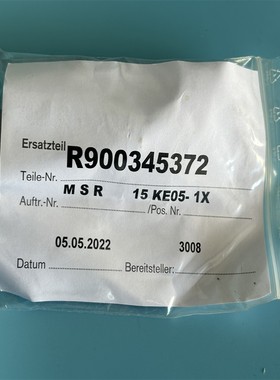 Ersatzteil R900345372
Teile-Nr.
M S R 15 KE05- 1X
Auftr.-Nr. /Pos. Nr.
05.05.2022 3008
Datum Bereitsteller: